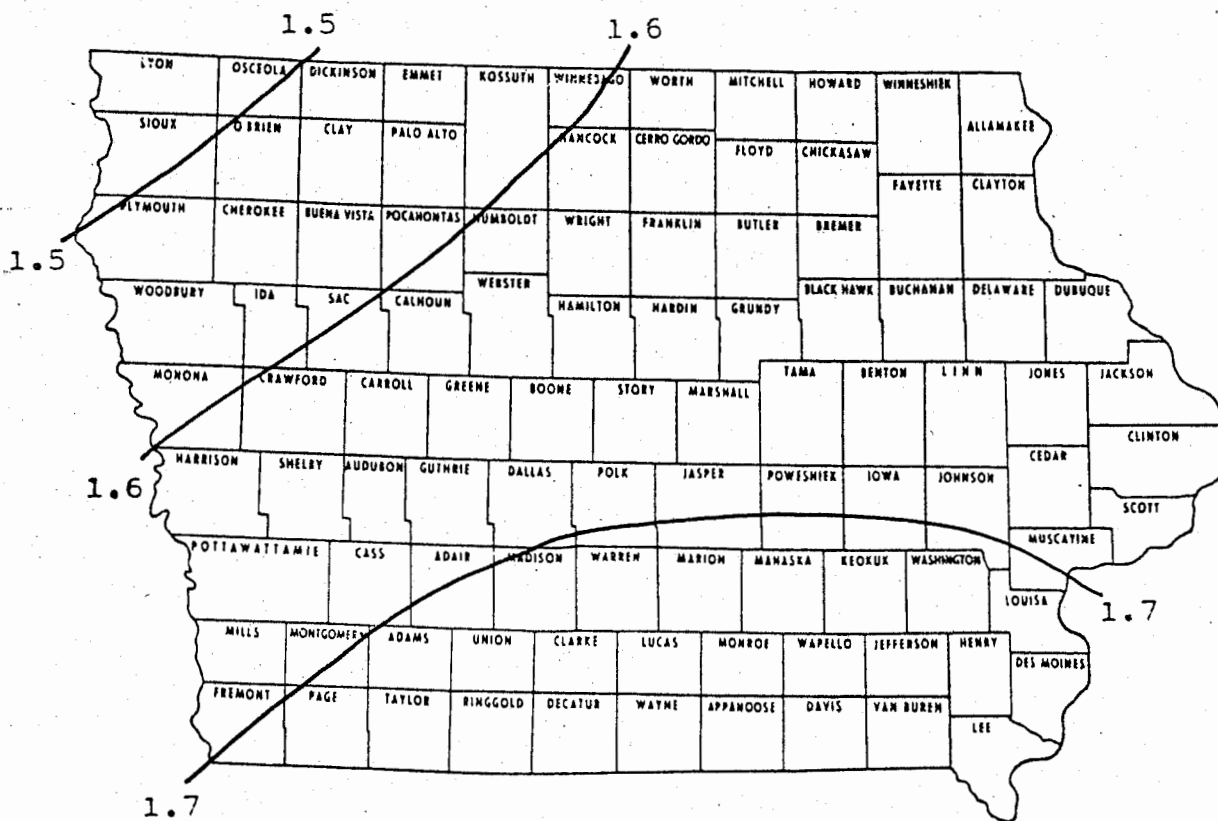 1.5 1.6
LYON OSCEOLA DICKINSON EMMET KOSSUTH WINNEBAGO WORTH MITCHELL HOWARD WINNESHIEK
ALLAMAKEE
SIOUX O'BRIEN CLAY PALO ALTO HANCOCK CERRO GORDO FLOYD CHICKASAW
FAYETTE CLAYTON
PLYMOUTH CHEROKEE BUENA VISTA POCAHONTAS HUMBOLDT WRIGHT FRANKLIN BUTLER BREMER
1.5
WOODBURY IDA SAC CALHOUN WEBSTER HAMILTON HARDIN GRUNDY BLACK HAWK BUCHANAN DELAWARE DUBUQUE
MONONA CRAWFORD CARROLL GREENE BOONE STORY MARSHALL TAMA BENTON LINN JONES JACKSON
CLINTON
HARRISON SHELBY AUDUBON GUTHRIE DALLAS POLK JASPER POWESHIEK IOWA JOHNSON CEDAR
1.6
SCOTT
MUSCATINE
POTTAWATTAMIE CASS ADAIR MADISON WARREN MARION MAHASKA KEOKUK WASHINGTON
LOUISA 1.7
MILLS MONTGOMERY ADAMS UNION CLARKE LUCAS MONROE WAPELLO JEFFERSON HENRY
DES MOINES
FREMONT PAGE TAYLOR RINGGOLD DECATUR WAYNE APPANOOSE DAVIS VAN BUREN
LEE
1.7